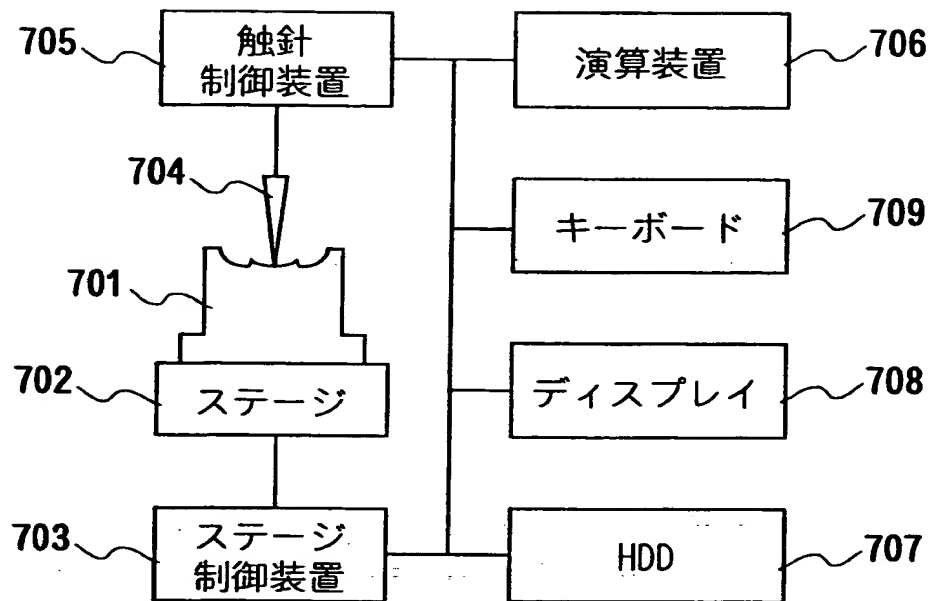 705
触針
制御装置
演算装置
706
704
キーボード
709
701
702
ステージ
ディスプレイ
708
703
ステージ
制御装置
HDD
707